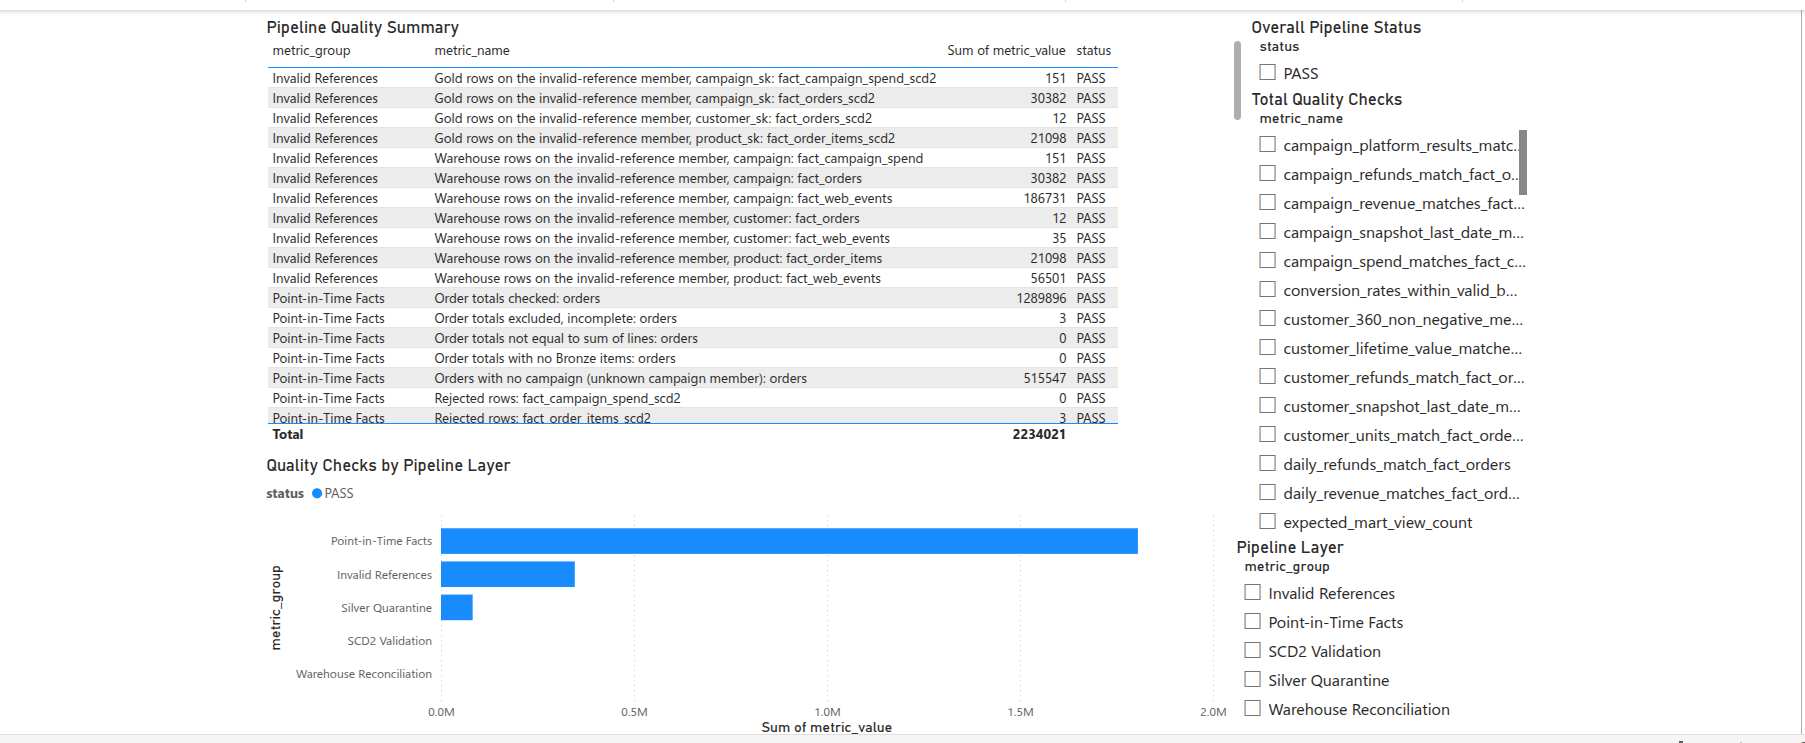 Pipeline Quality Summary
metric_group metric_name Sum of metric_value status
Invalid References Gold rows on the invalid-reference member, campaign_sk: fact_campaign_spend_scd2 151 PASS
Invalid References Gold rows on the invalid-reference member, campaign_sk: fact_orders_scd2 30382 PASS
Invalid References Gold rows on the invalid-reference member, customer_sk: fact_orders_scd2 12 PASS
Invalid References Gold rows on the invalid-reference member, product_sk: fact_order_items_scd2 21098 PASS
Invalid References Warehouse rows on the invalid-reference member, campaign: fact_campaign_spend 151 PASS
Invalid References Warehouse rows on the invalid-reference member, campaign: fact_orders 30382 PASS
Invalid References Warehouse rows on the invalid-reference member, campaign: fact_web_events 186731 PASS
Invalid References Warehouse rows on the invalid-reference member, customer: fact_orders 12 PASS
Invalid References Warehouse rows on the invalid-reference member, customer: fact_web_events 35 PASS
Invalid References Warehouse rows on the invalid-reference member, product: fact_order_items 21098 PASS
Invalid References Warehouse rows on the invalid-reference member, product: fact_web_events 56501 PASS
Point-in-Time Facts Order totals checked: orders 1289896 PASS
Point-in-Time Facts Order totals excluded, incomplete: orders 3 PASS
Point-in-Time Facts Order totals not equal to sum of lines: orders 0 PASS
Point-in-Time Facts Order totals with no Bronze items: orders 0 PASS
Point-in-Time Facts Orders with no campaign (unknown campaign member): orders 515547 PASS
Point-in-Time Facts Rejected rows: fact_campaign_spend_scd2 0 PASS
Point-in-Time Facts Rejected rows: fact_order_items_scd2 3 PASS
Total 2234021
Quality Checks by Pipeline Layer
status PASS
metric_group
Point-in-Time Facts
Invalid References
Silver Quarantine
SCD2 Validation
Warehouse Reconciliation
0.0M 0.5M 1.0M 1.5M 2.0M
Sum of metric_value
Overall Pipeline Status
status
PASS
Total Quality Checks
metric_name
campaign_platform_results_matc...
campaign_refunds_match_fact_o...
campaign_revenue_matches_fact...
campaign_snapshot_last_date_m...
campaign_spend_matches_fact_c...
conversion_rates_within_valid_b...
customer_360_non_negative_me...
customer_lifetime_value_matche...
customer_refunds_match_fact_or...
customer_snapshot_last_date_m...
customer_units_match_fact_orde...
daily_refunds_match_fact_orders
daily_revenue_matches_fact_ord...
expected_mart_view_count
Pipeline Layer
metric_group
Invalid References
Point-in-Time Facts
SCD2 Validation
Silver Quarantine
Warehouse Reconciliation